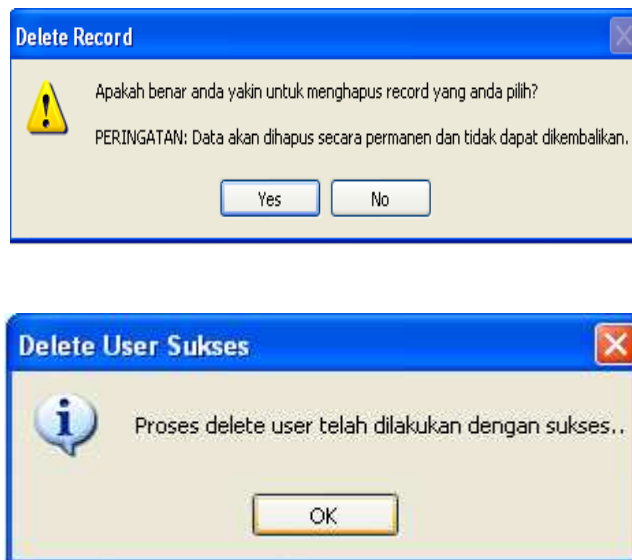 Delete Record
Apakah benar anda yakin untuk menghapus record yang anda pilih?
PERINGATAN: Data akan dihapus secara permanen dan tidak dapat dikembalikan.
Yes No
Delete User Sukses
Proses delete user telah dilakukan dengan sukses..
OK